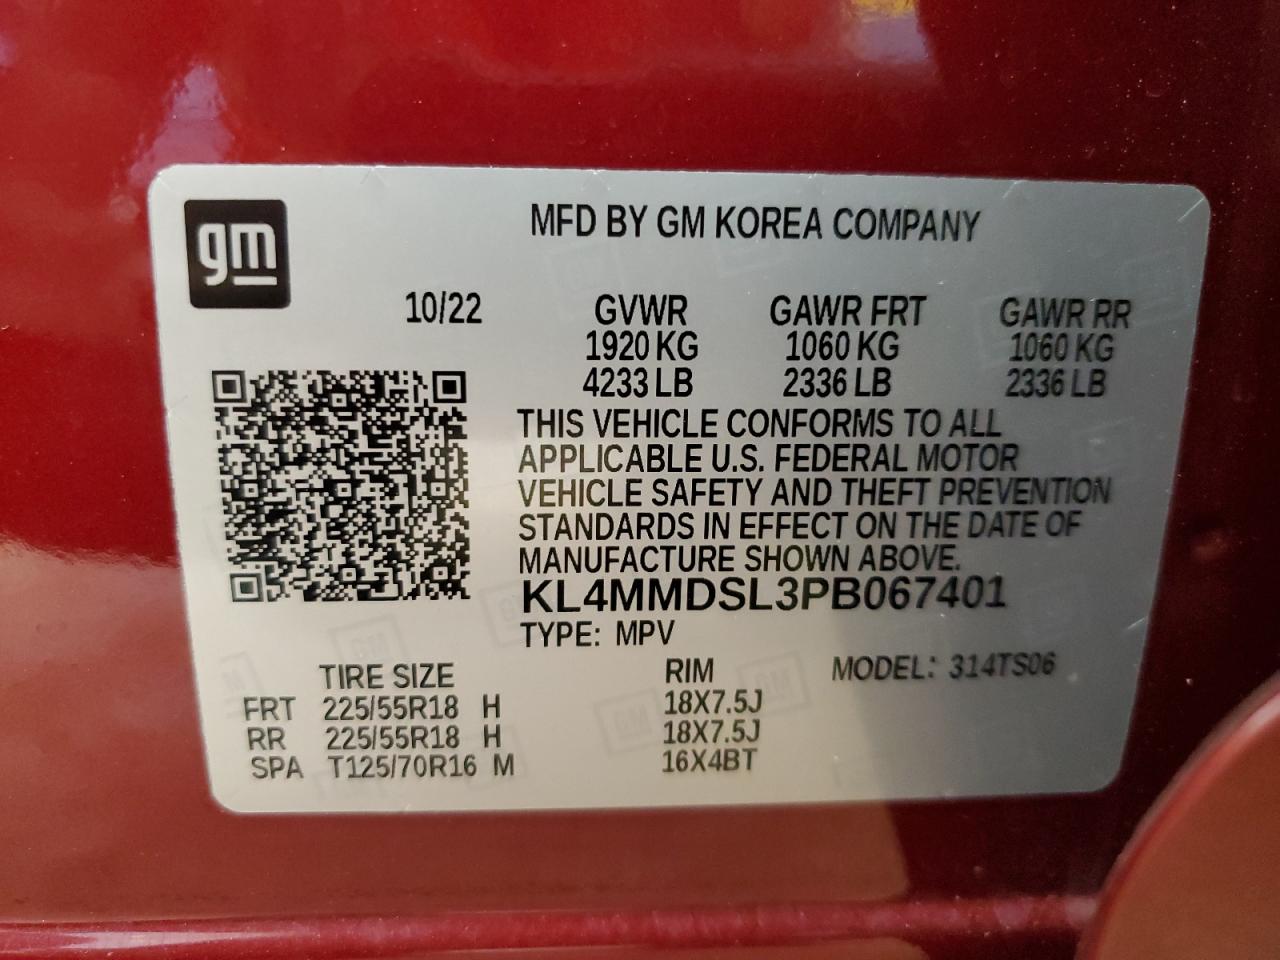 gm
MFD BY GM KOREA COMPANY
10/22 GVWR GAWR FRT GAWR RR
1920 KG 1060 KG 1060 KG
4233 LB 2336 LB 2336 LB
THIS VEHICLE CONFORMS TO ALL
APPLICABLE U.S. FEDERAL MOTOR
VEHICLE SAFETY AND THEFT PREVENTION
STANDARDS IN EFFECT ON THE DATE OF
MANUFACTURE SHOWN ABOVE.
KL4MMDSL3PB067401
TYPE: MPV
TIRE SIZE RIM MODEL: 314TS06
FRT 225/55R18 H 18X7.5J
RR 225/55R18 H 18X7.5J
SPA T125/70R16 M 16X4BT